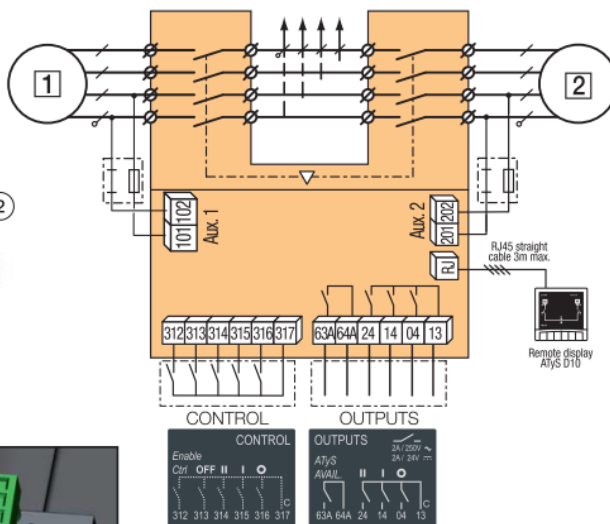 1
2
2
101 102
Aux. 1
Aux. 2
201 202
RJ
RJ45 straight
cable 3m max.
Remote display
ATyS D10
312 313 314 315 316 317
63A 64A 24 14 04 13
CONTROL
OUTPUTS
CONTROL
Enable
Ctrl OFF II I O
312 313 314 315 316 317 C
OUTPUTS
2A / 250V ~
2A / 24V ⎓
ATyS
AVAIL. II I O
63A 64A 24 14 04 13 C